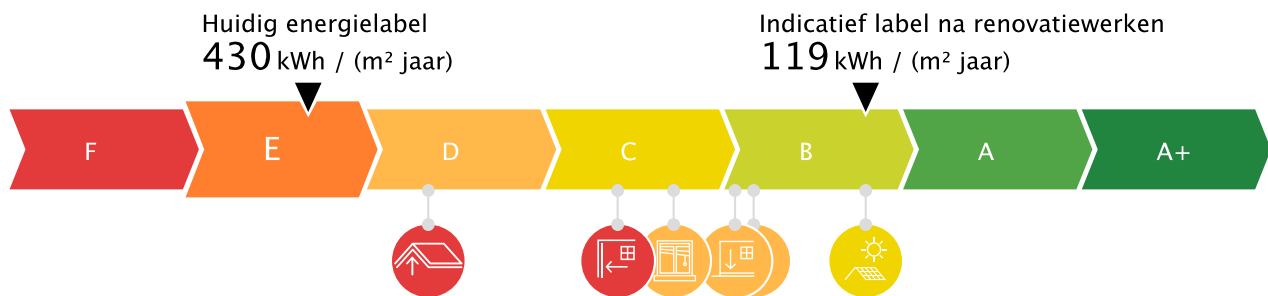 Huidig energielabel
430 kWh / (m² jaar)
Indicatief label na renovatiewerken
119 kWh / (m² jaar)
F
E
D
C
B
A
A+